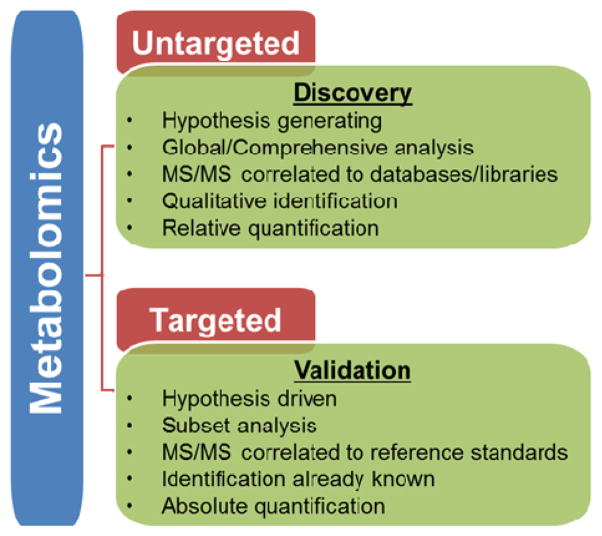 Metabolomics
Untargeted
Discovery
• Hypothesis generating
• Global/Comprehensive analysis
• MS/MS correlated to databases/libraries
• Qualitative identification
• Relative quantification
Targeted
Validation
• Hypothesis driven
• Subset analysis
• MS/MS correlated to reference standards
• Identification already known
• Absolute quantification